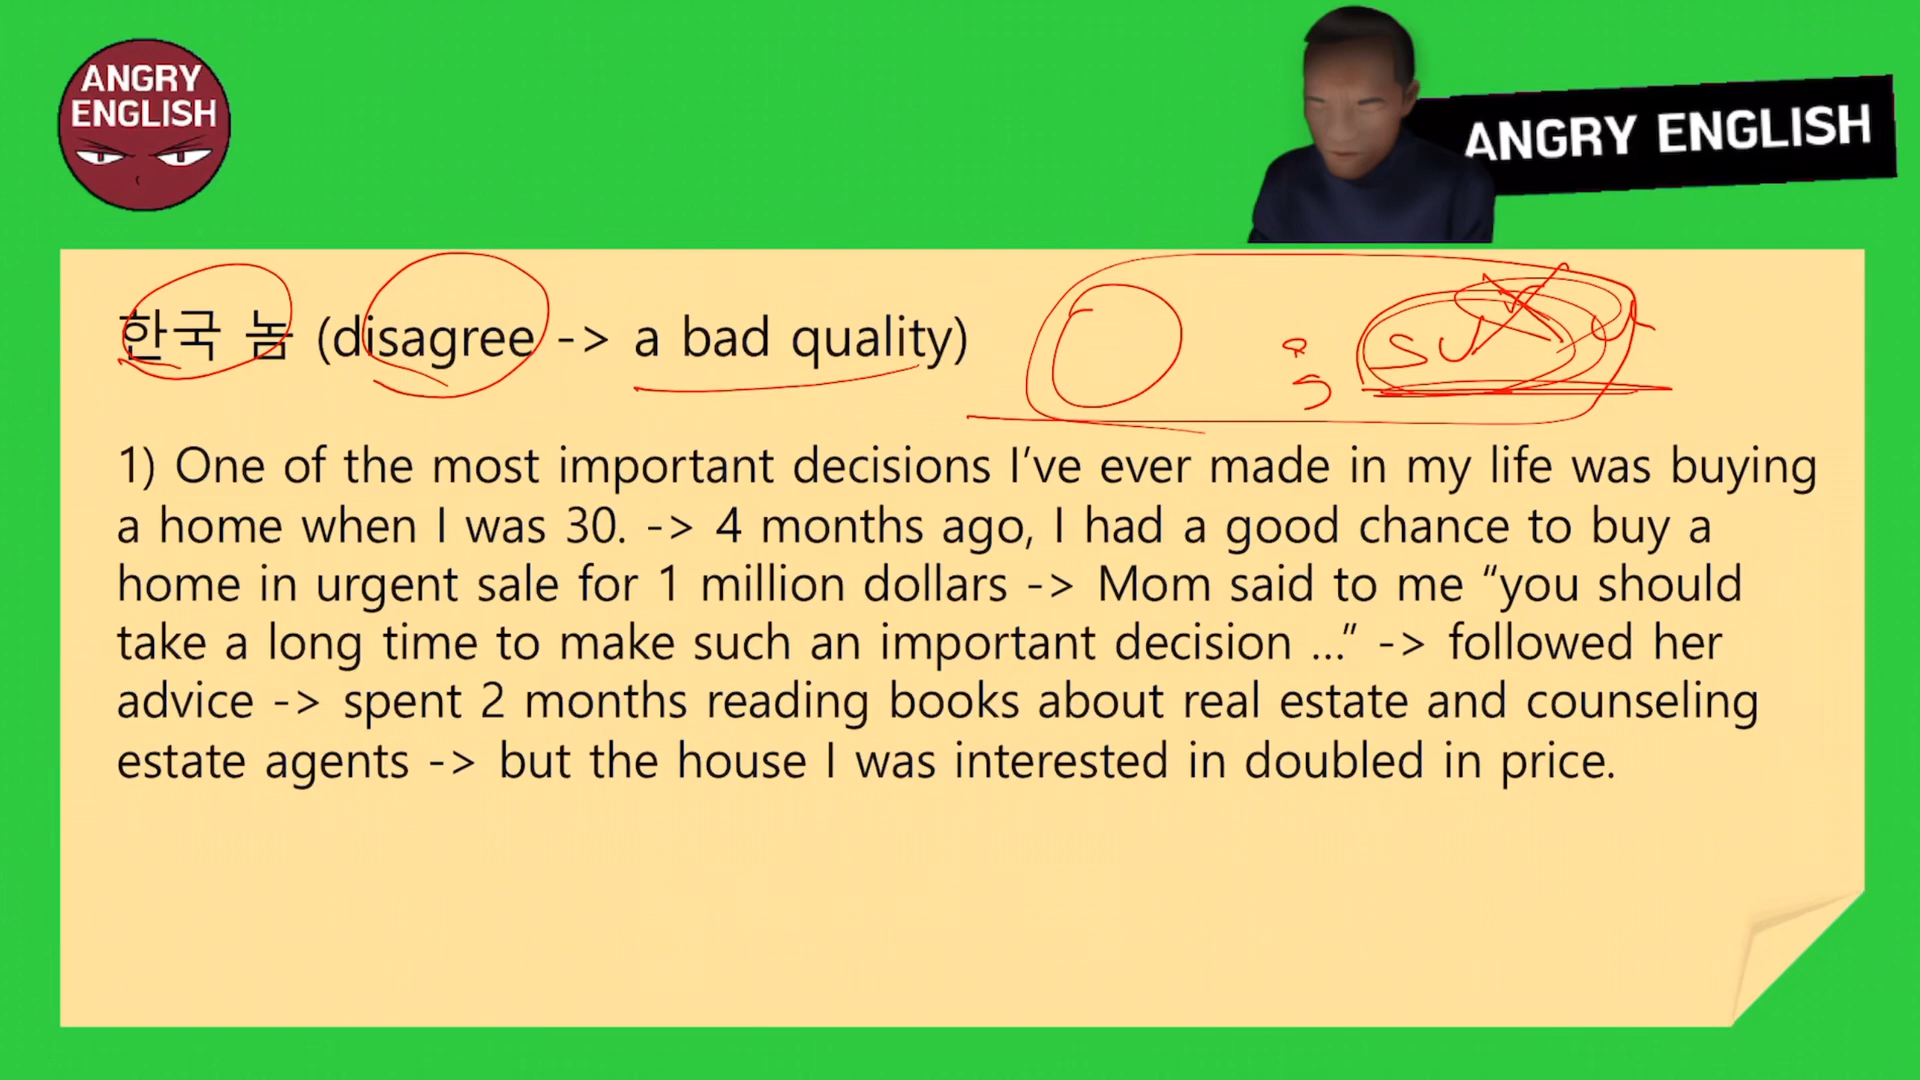 ANGRY
ENGLISH
ANGRY ENGLISH
한국 놈 (disagree -> a bad quality)
1) One of the most important decisions I’ve ever made in my life was buying
a home when I was 30. -> 4 months ago, I had a good chance to buy a
home in urgent sale for 1 million dollars -> Mom said to me “you should
take a long time to make such an important decision ...” -> followed her
advice -> spent 2 months reading books about real estate and counseling
estate agents -> but the house I was interested in doubled in price.